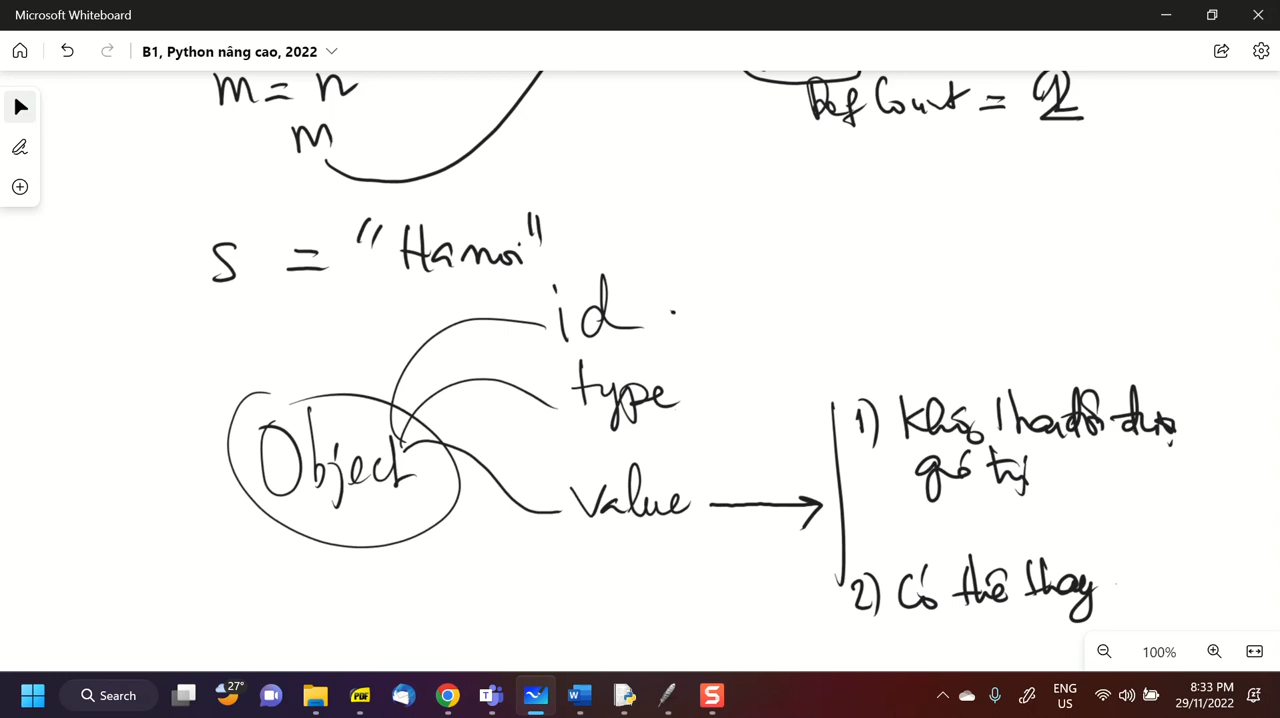 Microsoft Whiteboard
B1, Python nâng cao, 2022
m = n
Ref Count =
m
s = "Hanoi"
id
type
Object
value
1) Không thay đổi được
giá trị
2) Có thể thay
100%
Search
27°
PDF
ENG
US
8:33 PM
29/11/2022